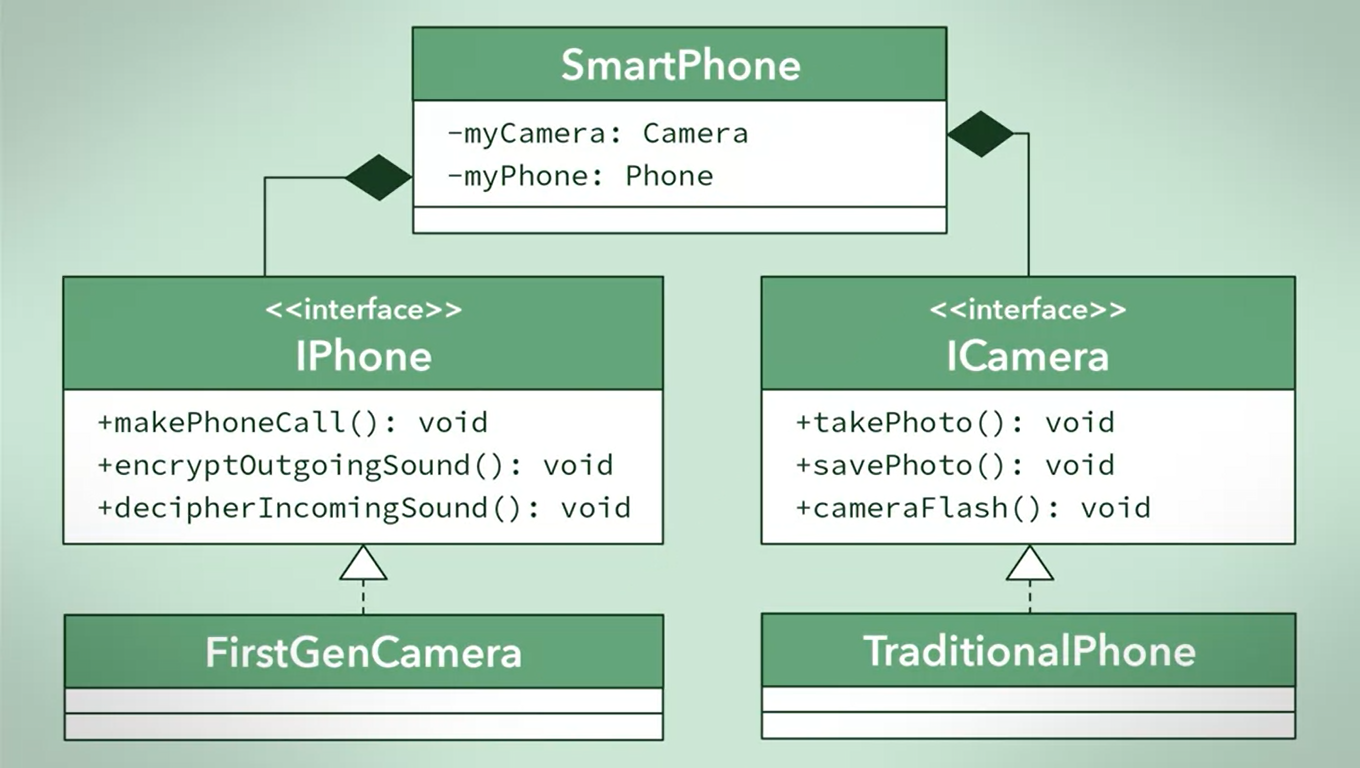 SmartPhone
-myCamera: Camera
-myPhone: Phone
<<interface>>
IPhone
+makePhoneCall(): void
+encryptOutgoingSound(): void
+decipherIncomingSound(): void
<<interface>>
ICamera
+takePhoto(): void
+savePhoto(): void
+cameraFlash(): void
FirstGenCamera
TraditionalPhone